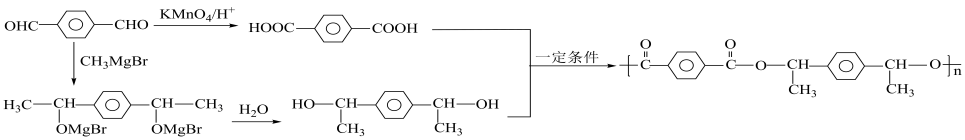 OHC CHO KMnO4/H+ HOOC COOH
CH3MgBr
一定条件
O O
[ C C O CH CH O ]n
CH3 CH3
H3C CH CH CH3
OMgBr OMgBr
H2O
HO CH CH OH
CH3 CH3